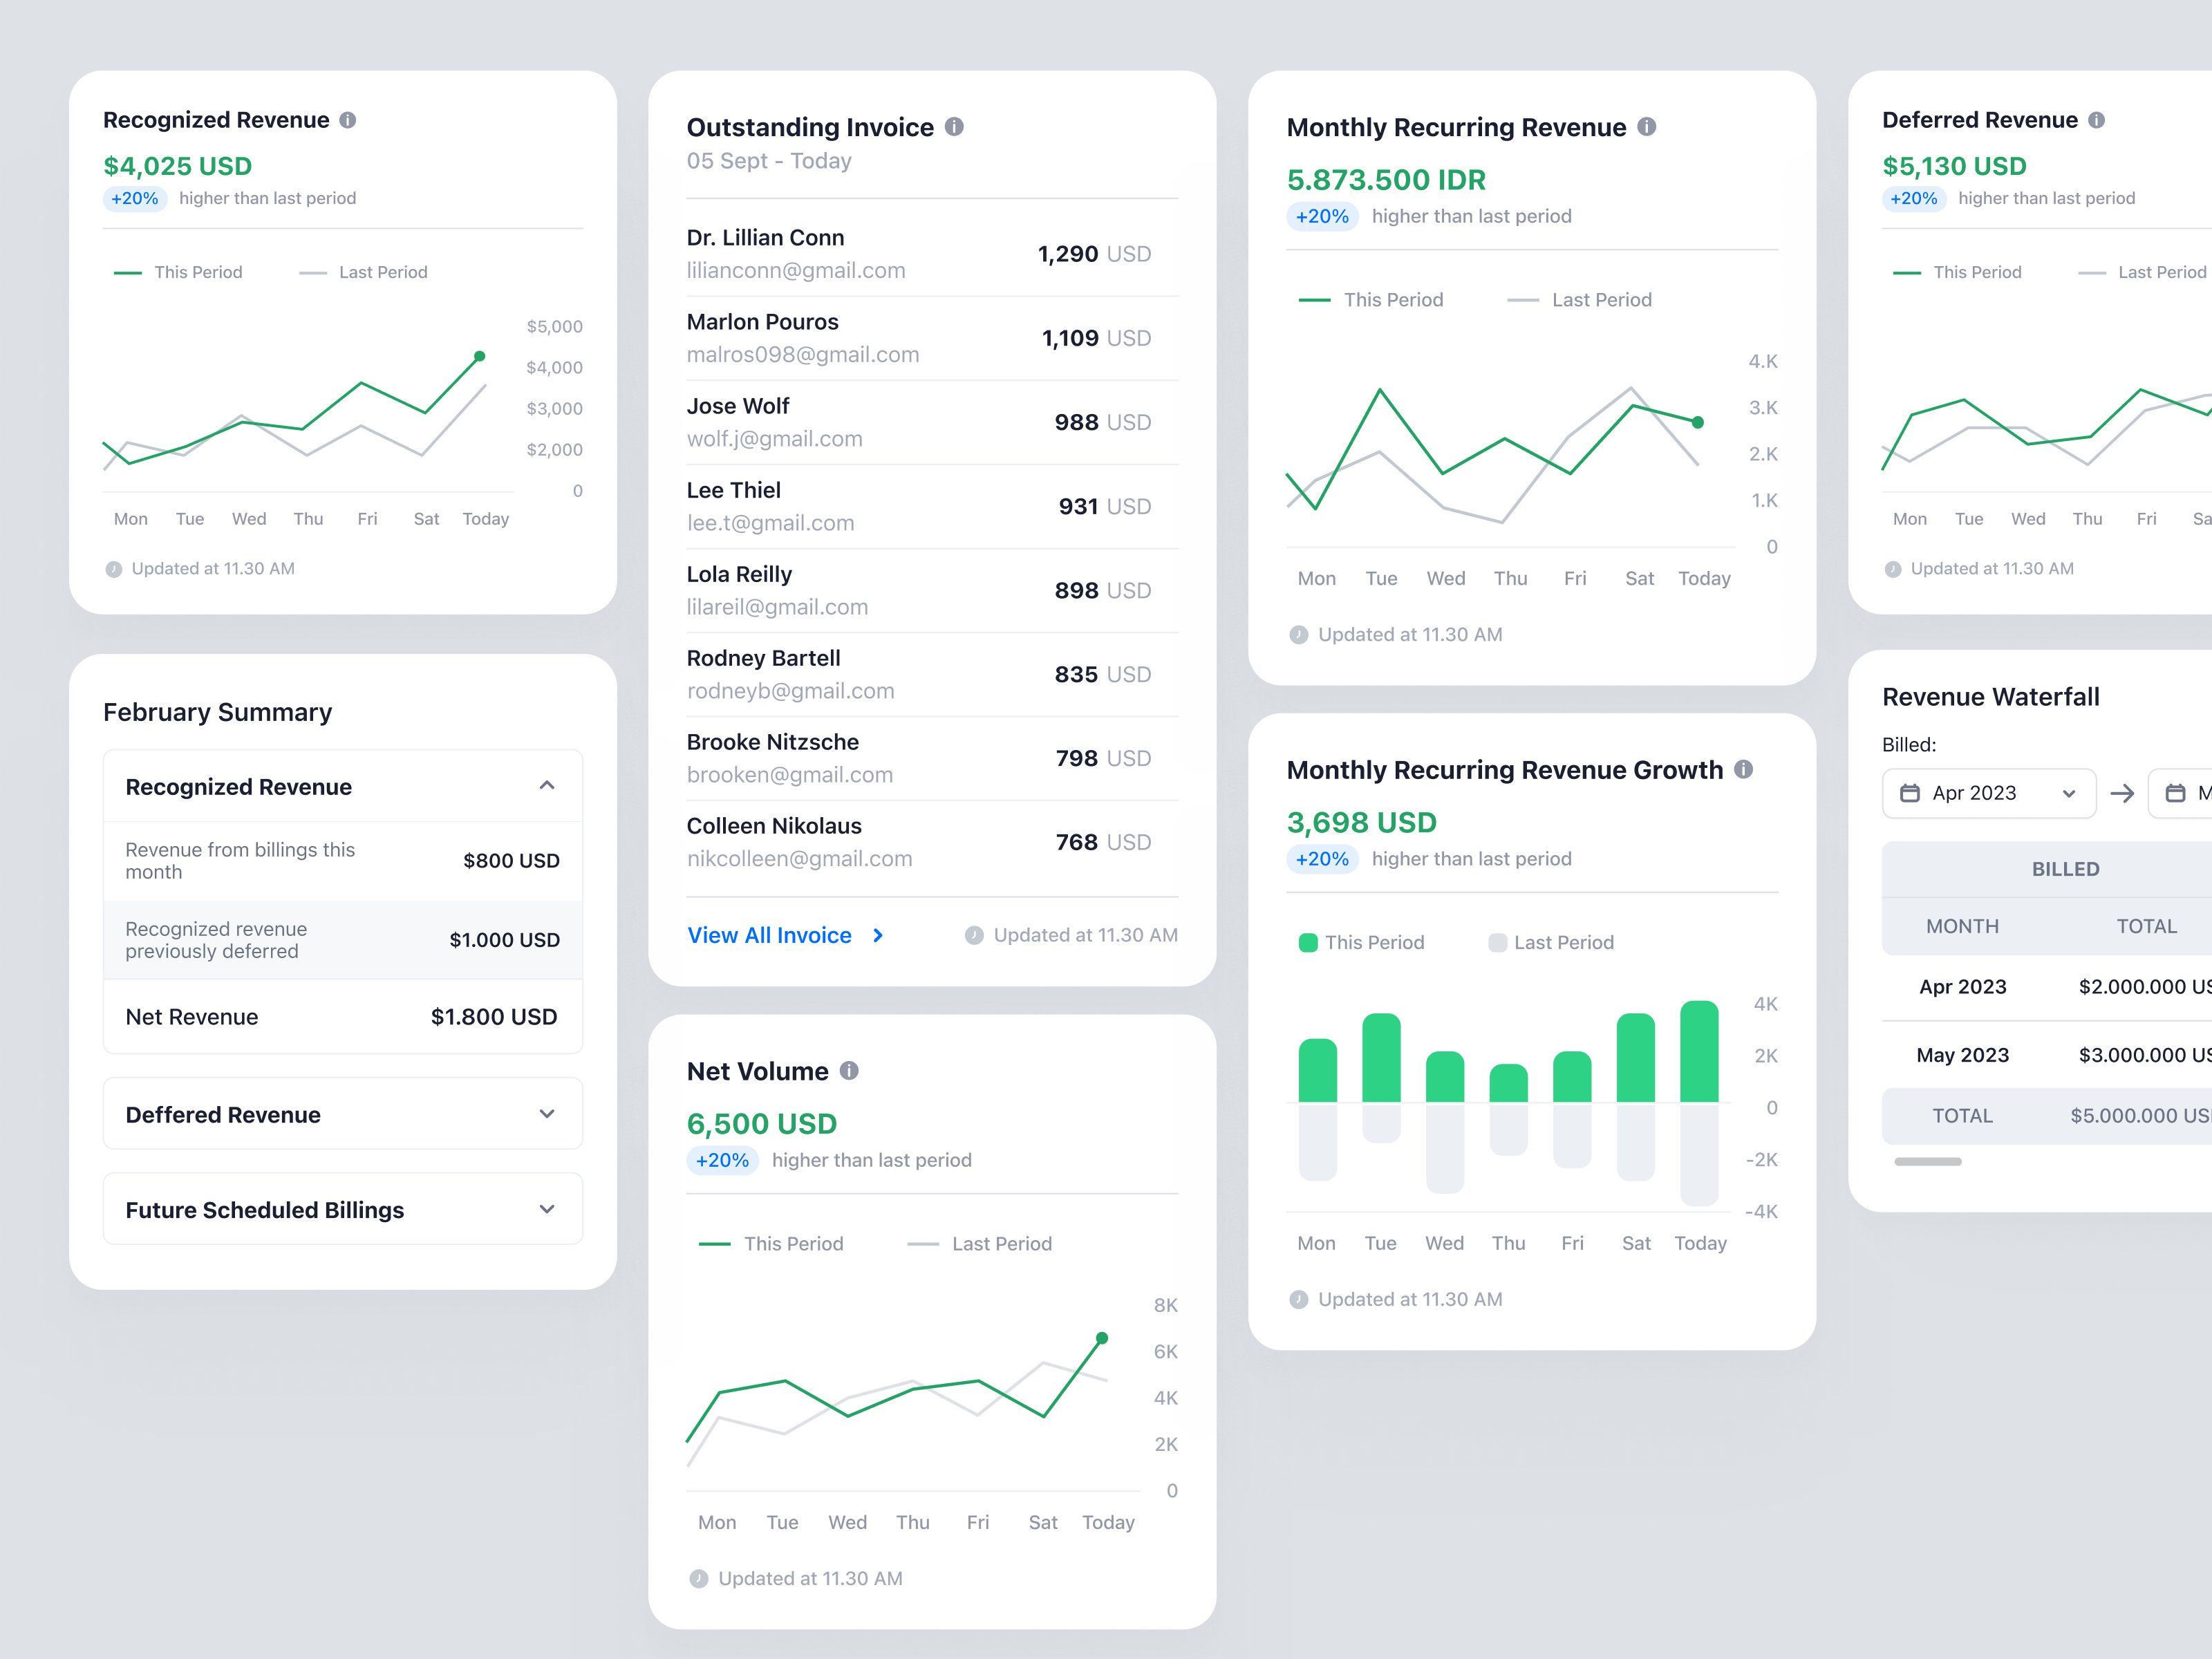 Recognized Revenue
$4,025 USD
+20% higher than last period
This Period Last Period
$5,000
$4,000
$3,000
$2,000
0
Mon Tue Wed Thu Fri Sat Today
Updated at 11.30 AM
February Summary
Recognized Revenue
Revenue from billings this
month
$800 USD
Recognized revenue
previously deferred
$1.000 USD
Net Revenue $1.800 USD
Deffered Revenue
Future Scheduled Billings
Outstanding Invoice
05 Sept - Today
Dr. Lillian Conn
lilianconn@gmail.com
1,290 USD
Marlon Pouros
malros098@gmail.com
1,109 USD
Jose Wolf
wolf.j@gmail.com
988 USD
Lee Thiel
lee.t@gmail.com
931 USD
Lola Reilly
lilareil@gmail.com
898 USD
Rodney Bartell
rodneyb@gmail.com
835 USD
Brooke Nitzsche
brooken@gmail.com
798 USD
Colleen Nikolaus
nikcolleen@gmail.com
768 USD
View All Invoice Updated at 11.30 AM
Net Volume
6,500 USD
+20% higher than last period
This Period Last Period
8K
6K
4K
2K
0
Mon Tue Wed Thu Fri Sat Today
Updated at 11.30 AM
Monthly Recurring Revenue
5.873.500 IDR
+20% higher than last period
This Period Last Period
4.K
3.K
2.K
1.K
0
Mon Tue Wed Thu Fri Sat Today
Updated at 11.30 AM
Monthly Recurring Revenue Growth
3,698 USD
+20% higher than last period
This Period Last Period
4K
2K
0
-2K
-4K
Mon Tue Wed Thu Fri Sat Today
Updated at 11.30 AM
Deferred Revenue
$5,130 USD
+20% higher than last period
This Period Last Period
Mon Tue Wed Thu Fri Sa
Updated at 11.30 AM
Revenue Waterfall
Billed:
Apr 2023 M
BILLED
MONTH TOTAL
Apr 2023 $2.000.000 US
May 2023 $3.000.000 US
TOTAL $5.000.000 US